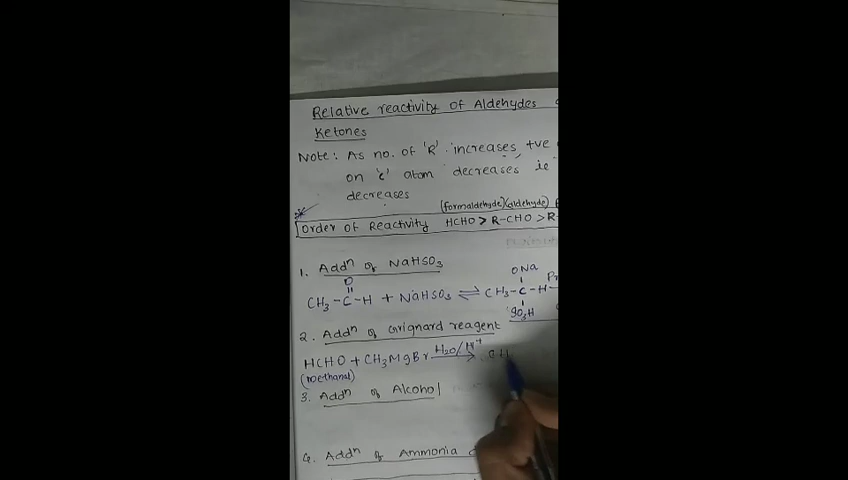 Relative reactivity of Aldehydes
Ketones
Note: As no. of 'R' increases, +ve
on 'c' atom decreases ie
decreases
(formaldehyde) (aldehyde)
Order of Reactivity HCHO > R-CHO > R-
1. Addⁿ of NaHSO3
O ONa
CH3-C-H + NaHSO3 ⇌ CH3-C-H Pr
SO3H
2. Addⁿ of Grignard reagent
HCHO + CH3MgBr H2O/H+ → CH
(methanal)
3. Addⁿ of Alcohol
4. Addⁿ of Ammonia